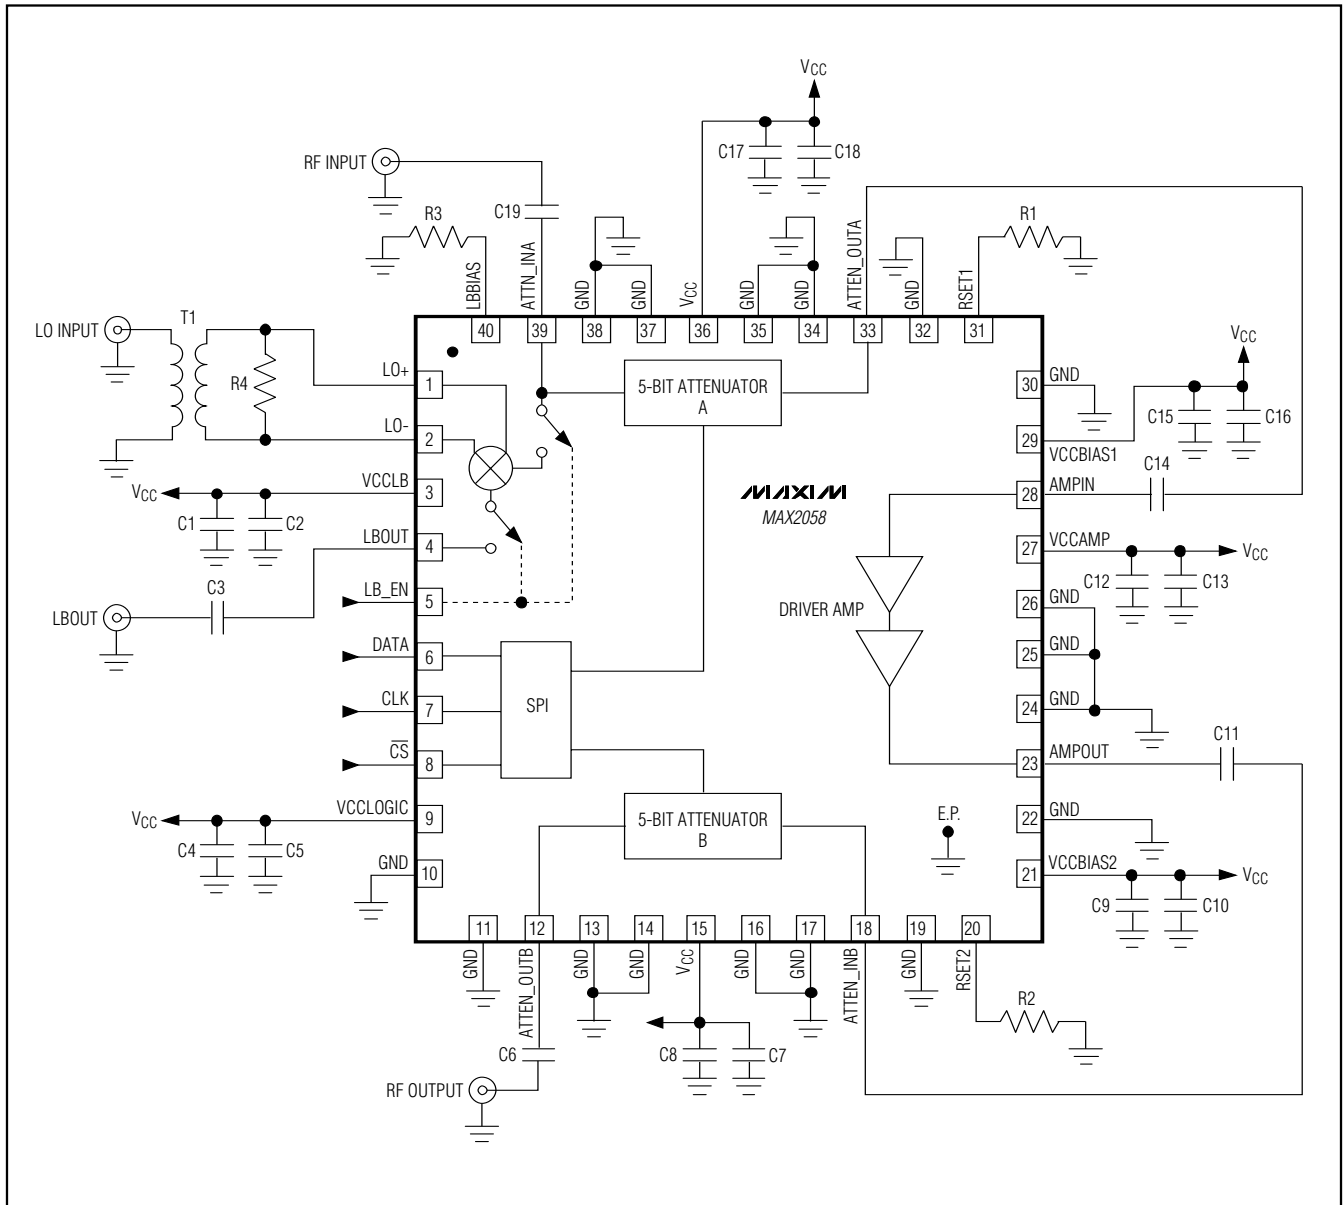 VCC
C17
C18
RF INPUT
C19
R3
R1
LBBIAS
ATTN_INA
GND
GND
VCC
GND
GND
ATTEN_OUTA
GND
RSET1
40
39
38
37
36
35
34
33
32
31
LO INPUT
T1
R4
LO+
1
LO-
2
VCC
VCCLB
3
C1
C2
LBOUT
4
C3
LBOUT
LB_EN
5
DATA
6
CLK
7
CS
8
VCC
VCCLOGIC
9
C4
C5
GND
10
5-BIT ATTENUATOR
A
MAXIM
MAX2058
DRIVER AMP
SPI
5-BIT ATTENUATOR
B
E.P.
30
GND
VCC
C15
C16
29
VCCBIAS1
C14
28
AMPIN
27
VCCAMP
VCC
C12
C13
26
GND
25
GND
24
GND
C11
23
AMPOUT
22
GND
21
VCCBIAS2
VCC
C9
C10
11
12
13
14
15
16
17
18
19
20
GND
ATTEN_OUTB
GND
GND
VCC
GND
GND
ATTEN_INB
GND
RSET2
R2
C6
C8
C7
RF OUTPUT